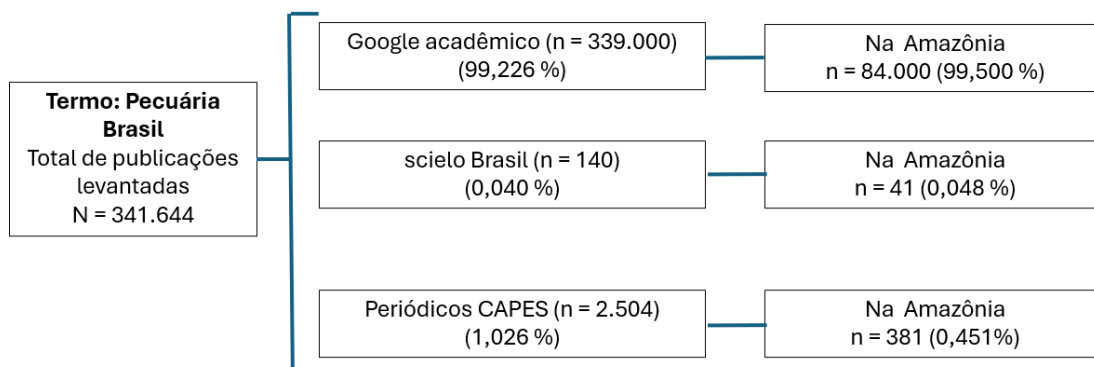 Termo: Pecuária
Brasil
Total de publicações
levantadas
N = 341.644
Google acadêmico (n = 339.000)
(99,226 %)
Na Amazônia
n = 84.000 (99,500 %)
scielo Brasil (n = 140)
(0,040 %)
Na Amazônia
n = 41 (0,048 %)
Periódicos CAPES (n = 2.504)
(1,026 %)
Na Amazônia
n = 381 (0,451%)